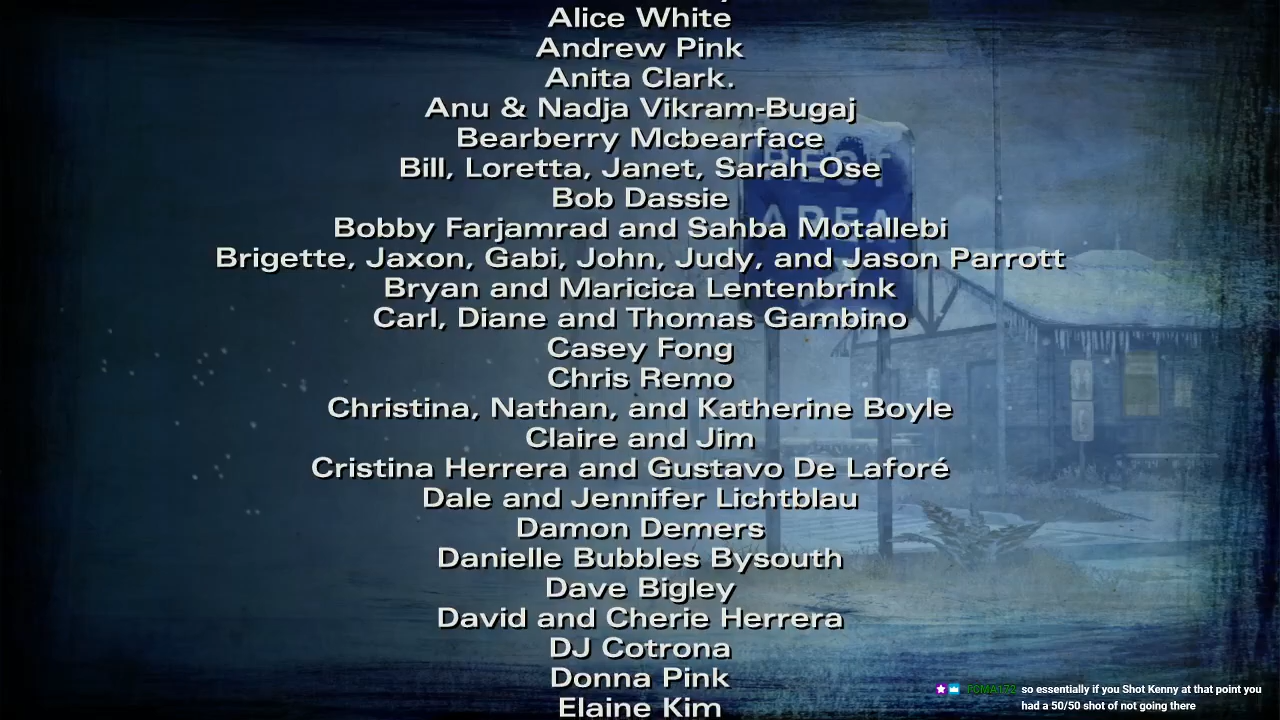 Alice White
Andrew Pink
Anita Clark.
Anu & Nadja Vikram-Bugaj
Bearberry Mcbearface
Bill, Loretta, Janet, Sarah Ose
Bob Dassie
Bobby Farjamrad and Sahba Motallebi
Brigette, Jaxon, Gabi, John, Judy, and Jason Parrott
Bryan and Maricica Lentenbrink
Carl, Diane and Thomas Gambino
Casey Fong
Chris Remo
Christina, Nathan, and Katherine Boyle
Claire and Jim
Cristina Herrera and Gustavo De Laforé
Dale and Jennifer Lichtblau
Damon Demers
Danielle Bubbles Bysouth
Dave Bigley
David and Cherie Herrera
DJ Cotrona
Donna Pink
Elaine Kim
REST
AREA
so essentially if you Shot Kenny at that point you
had a 50/50 shot of not going there